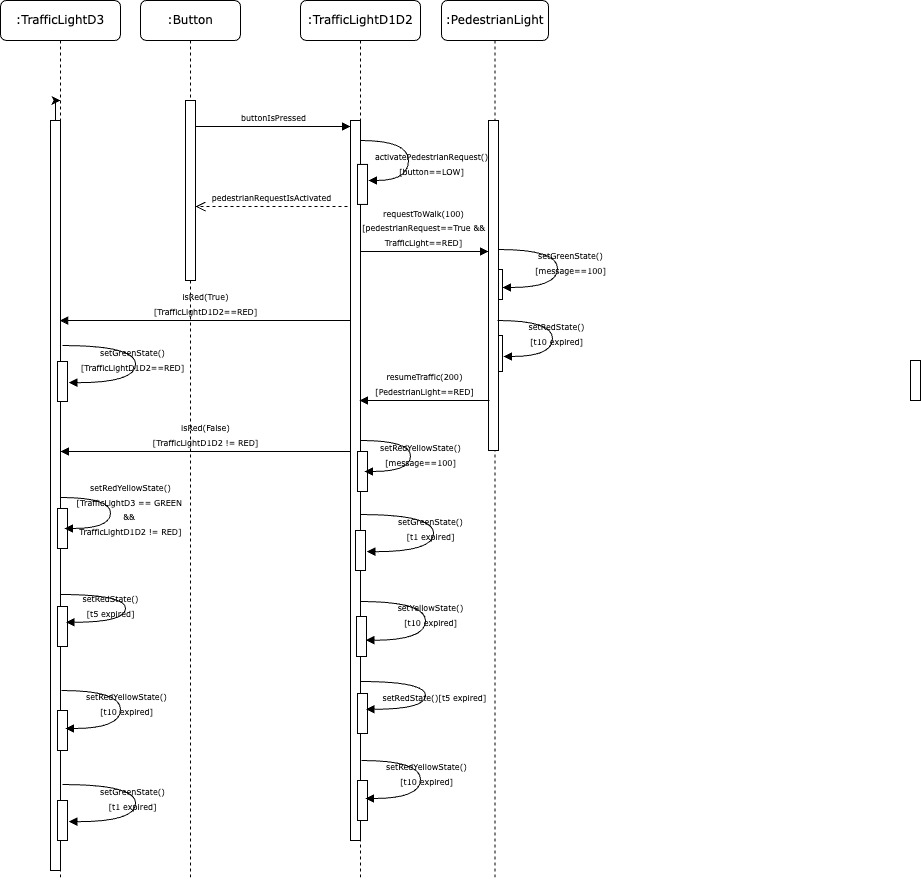 :TrafficLightD3
:Button
:TrafficLightD1D2
:PedestrianLight
buttonIsPressed
activatePedestrianRequest()
[button==LOW]
pedestrianRequestIsActivated
requestToWalk(100)
[pedestrianRequest==True &&
TrafficLight==RED]
setGreenState()
[message==100]
isRed(True)
[TrafficLightD1D2==RED]
setRedState()
[t10 expired]
setGreenState()
[TrafficLightD1D2==RED]
resumeTraffic(200)
[PedestrianLight==RED]
isRed(False)
[TrafficLightD1D2 != RED]
setRedYellowState()
[message==100]
setRedYellowState()
[TrafficLightD3 == GREEN
&&
TrafficLightD1D2 != RED]
setGreenState()
[t1 expired]
setRedState()
[t5 expired]
setYellowState()
[t10 expired]
setRedYellowState()
[t10 expired]
setRedState()[t5 expired]
setRedYellowState()
[t10 expired]
setGreenState()
[t1 expired]